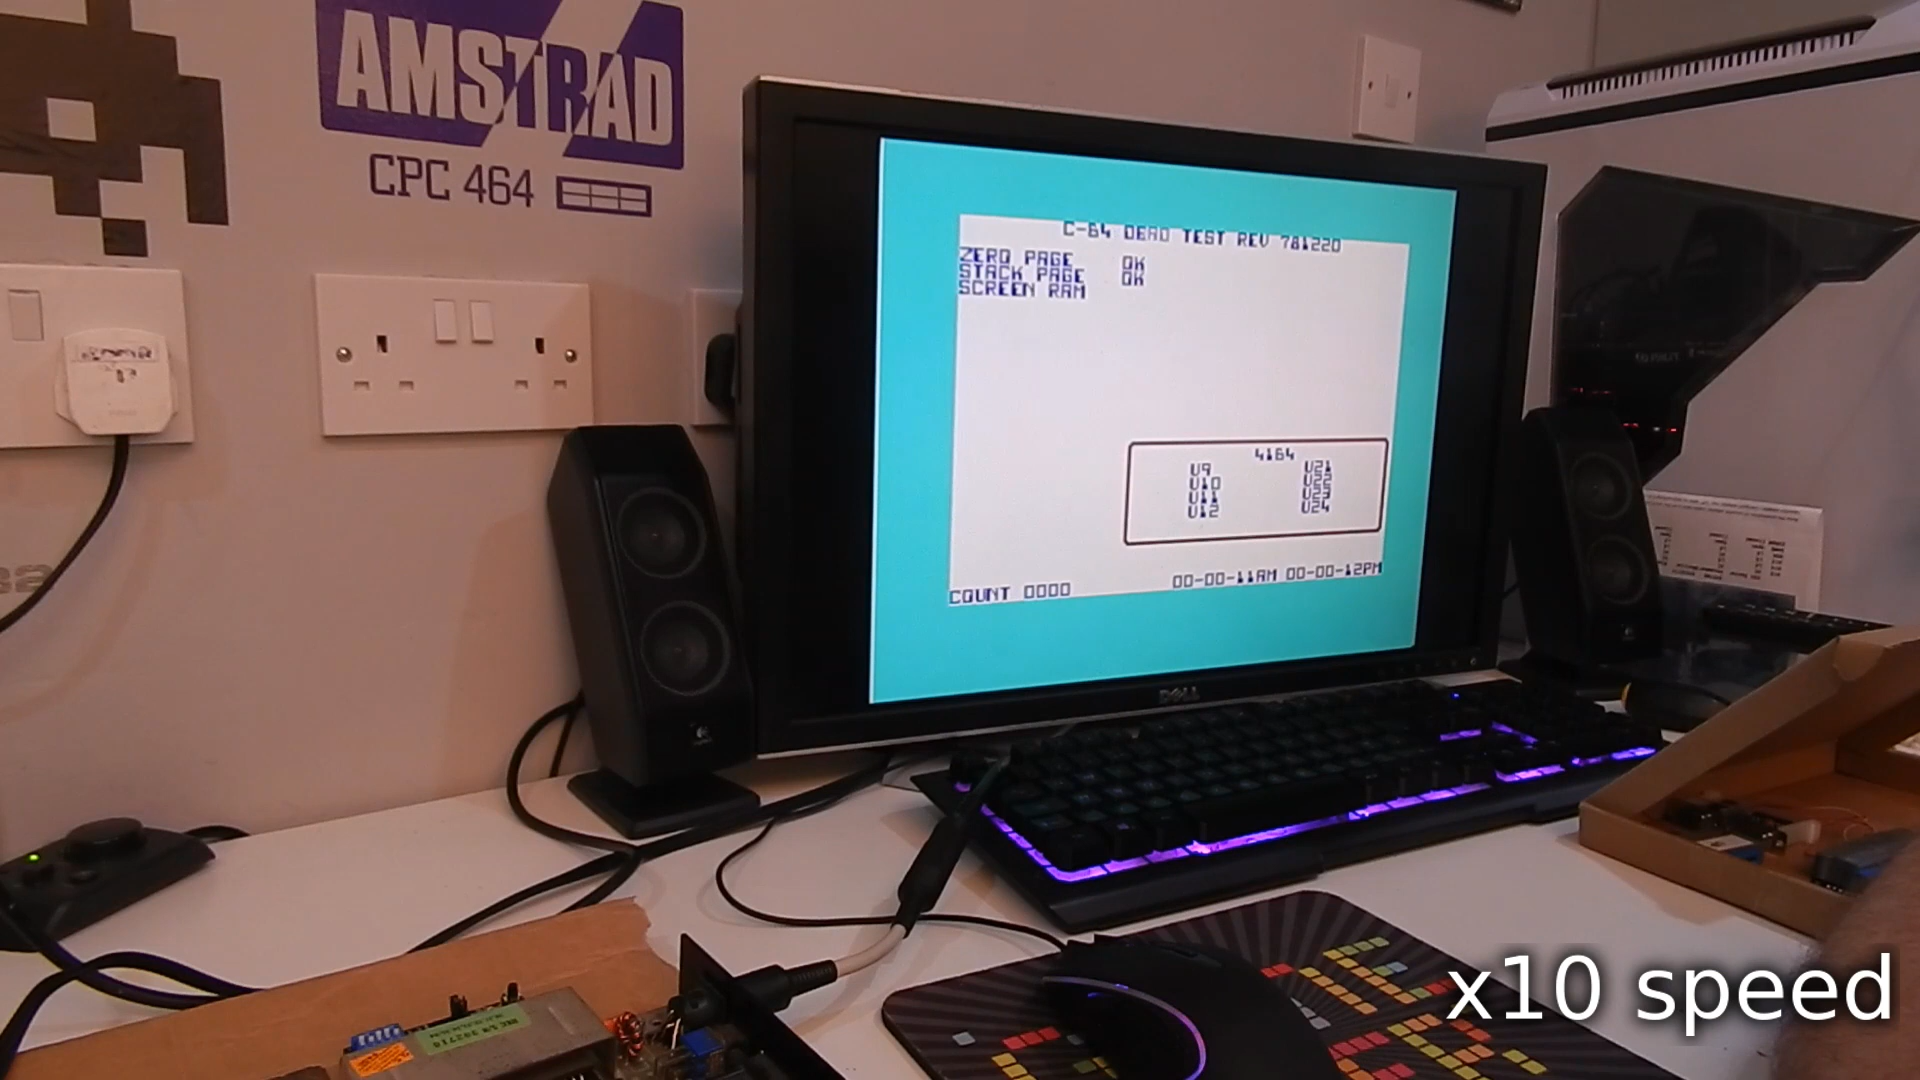 AMSTRAD
CPC 464
C-64 DEAD TEST REV 781220
ZERO PAGE OK
STACK PAGE OK
SCREEN RAM
4164
U9 U21
U10 U22
U11 U23
U12 U24
00-00-11AM 00-00-12PM
COUNT 0000
DELL
x10 speed